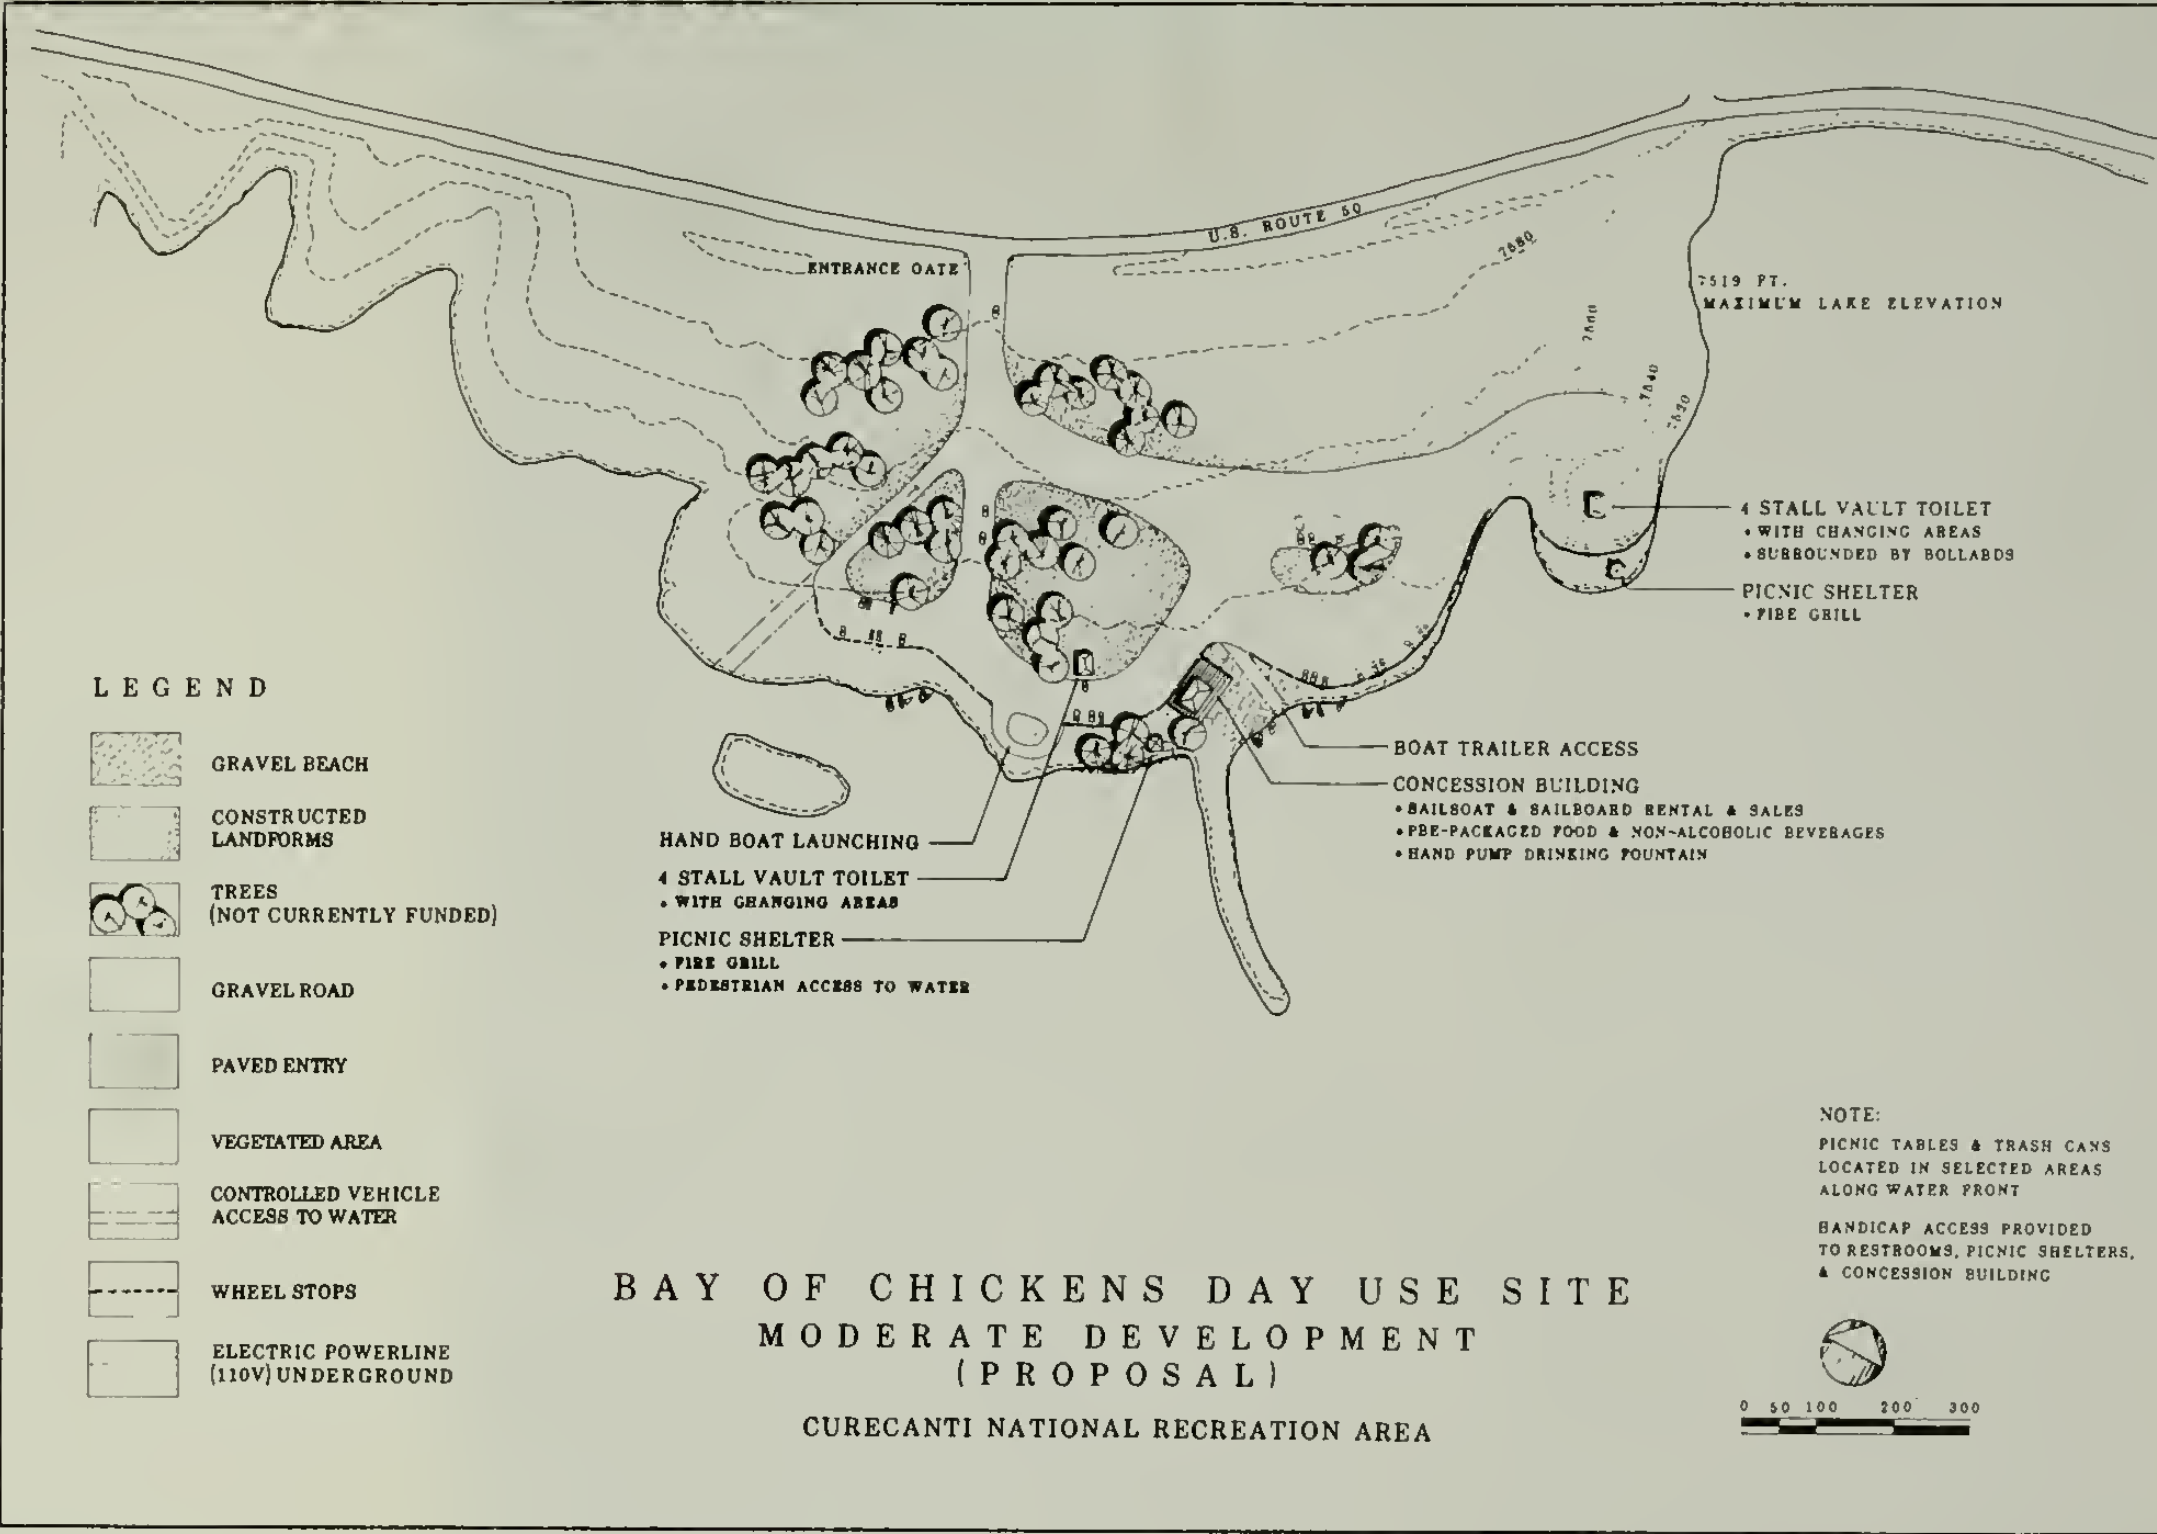 U.S. ROUTE 50
ENTRANCE GATE
7519 FT.
MAXIMUM LAKE ELEVATION
7580
7560
7540
7520
4 STALL VAULT TOILET
• WITH CHANGING AREAS
• SURROUNDED BY BOLLARDS
PICNIC SHELTER
• FIRE GRILL
BOAT TRAILER ACCESS
CONCESSION BUILDING
• SAILBOAT & SAILBOARD RENTAL & SALES
• PRE-PACKAGED FOOD & NON-ALCOHOLIC BEVERAGES
• HAND PUMP DRINKING FOUNTAIN
HAND BOAT LAUNCHING
4 STALL VAULT TOILET
• WITH CHANGING AREAS
PICNIC SHELTER
• FIRE GRILL
• PEDESTRIAN ACCESS TO WATER
LEGEND
GRAVEL BEACH
CONSTRUCTED
LANDFORMS
TREES
(NOT CURRENTLY FUNDED)
GRAVEL ROAD
PAVED ENTRY
VEGETATED AREA
CONTROLLED VEHICLE
ACCESS TO WATER
WHEEL STOPS
ELECTRIC POWERLINE
(110V) UNDERGROUND
BAY OF CHICKENS DAY USE SITE
MODERATE DEVELOPMENT
(PROPOSAL)
CURECANTI NATIONAL RECREATION AREA
NOTE:
PICNIC TABLES & TRASH CANS
LOCATED IN SELECTED AREAS
ALONG WATER FRONT
HANDICAP ACCESS PROVIDED
TO RESTROOMS, PICNIC SHELTERS,
& CONCESSION BUILDING
0 50 100 200 300